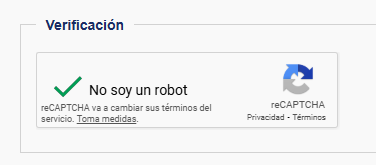 Verificación
No soy un robot
reCAPTCHA va a cambiar sus términos del
servicio. Toma medidas.
reCAPTCHA
Privacidad - Términos